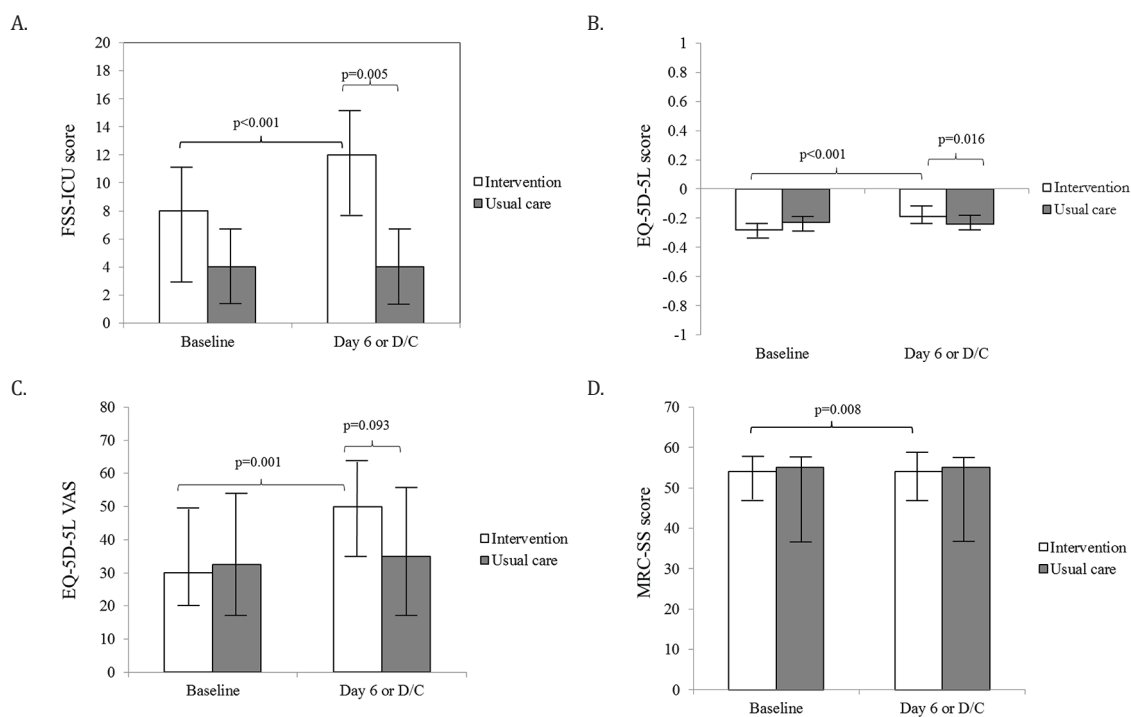 A.
FSS-ICU score
20
18
16
14
12
10
8
6
4
2
0
p<0.001
p=0.005
Baseline
Day 6 or D/C
Intervention
Usual care
B.
EQ-5D-5L score
1
0.8
0.6
0.4
0.2
0
-0.2
-0.4
-0.6
-0.8
-1
p<0.001
p=0.016
Baseline
Day 6 or D/C
Intervention
Usual care
C.
EQ-5D-5L VAS
80
70
60
50
40
30
20
10
0
p=0.001
p=0.093
Baseline
Day 6 or D/C
Intervention
Usual care
D.
MRC-SS score
70
60
50
40
30
20
10
0
p=0.008
Baseline
Day 6 or D/C
Intervention
Usual care